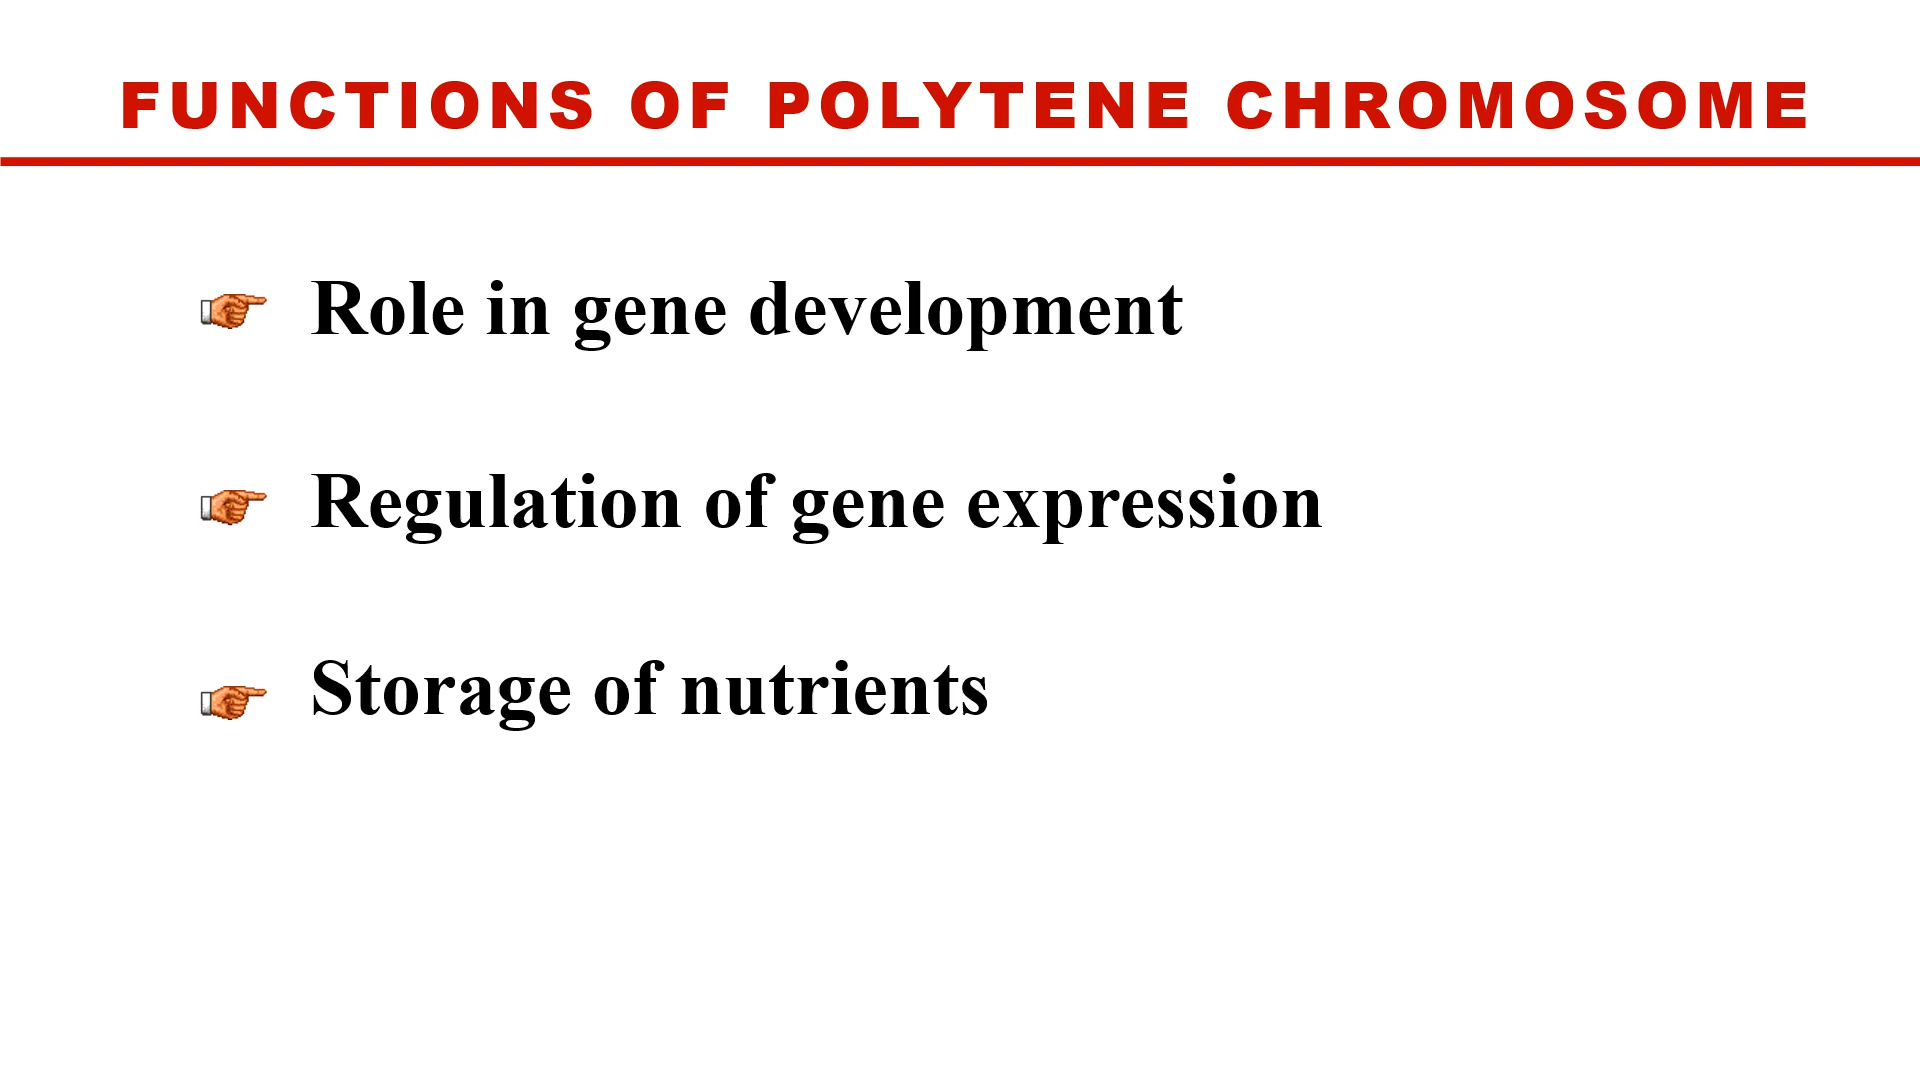 FUNCTIONS OF POLYTENE CHROMOSOME
Role in gene development
Regulation of gene expression
Storage of nutrients